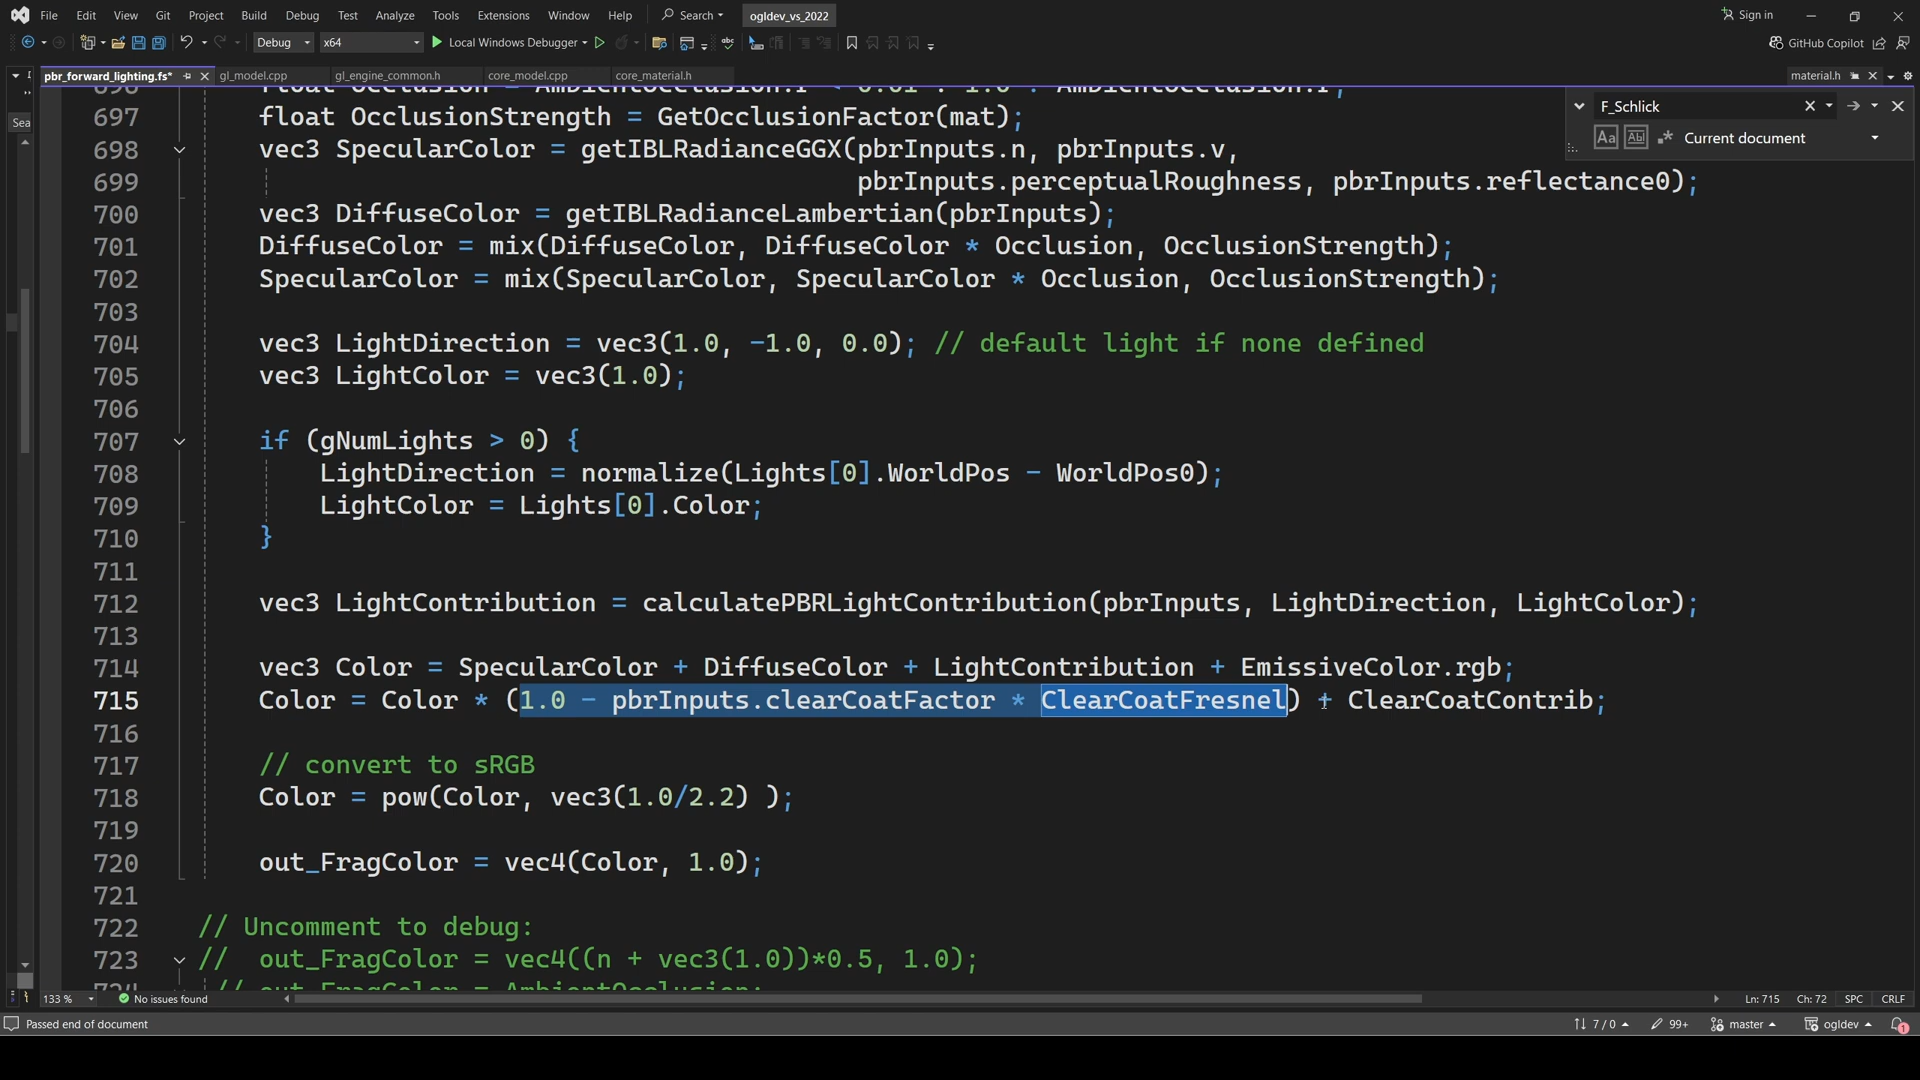 File Edit View Git Project Build Debug Test Analyze Tools Extensions Window Help Search ogldev_vs_2022 Sign in
Debug x64 Local Windows Debugger GitHub Copilot
pbr_forward_lighting.fs* gl_model.cpp gl_engine_common.h core_model.cpp core_material.h material.h
Sea
F_Schlick
Current document
697 float OcclusionStrength = GetOcclusionFactor(mat);
698 vec3 SpecularColor = getIBLRadianceGGX(pbrInputs.n, pbrInputs.v,
699 pbrInputs.perceptualRoughness, pbrInputs.reflectance0);
700 vec3 DiffuseColor = getIBLRadianceLambertian(pbrInputs);
701 DiffuseColor = mix(DiffuseColor, DiffuseColor * Occlusion, OcclusionStrength);
702 SpecularColor = mix(SpecularColor, SpecularColor * Occlusion, OcclusionStrength);
703
704 vec3 LightDirection = vec3(1.0, -1.0, 0.0); // default light if none defined
705 vec3 LightColor = vec3(1.0);
706
707 if (gNumLights > 0) {
708 LightDirection = normalize(Lights[0].WorldPos - WorldPos0);
709 LightColor = Lights[0].Color;
710 }
711
712 vec3 LightContribution = calculatePBRLightContribution(pbrInputs, LightDirection, LightColor);
713
714 vec3 Color = SpecularColor + DiffuseColor + LightContribution + EmissiveColor.rgb;
715 Color = Color * (1.0 - pbrInputs.clearCoatFactor * ClearCoatFresnel) + ClearCoatContrib;
716
717 // convert to sRGB
718 Color = pow(Color, vec3(1.0/2.2) );
719
720 out_FragColor = vec4(Color, 1.0);
721
722 // Uncomment to debug:
723 // out_FragColor = vec4((n + vec3(1.0))*0.5, 1.0);
133 % No issues found Ln: 715 Ch: 72 SPC CRLF
Passed end of document 7 / 0 99+ master ogldev 1